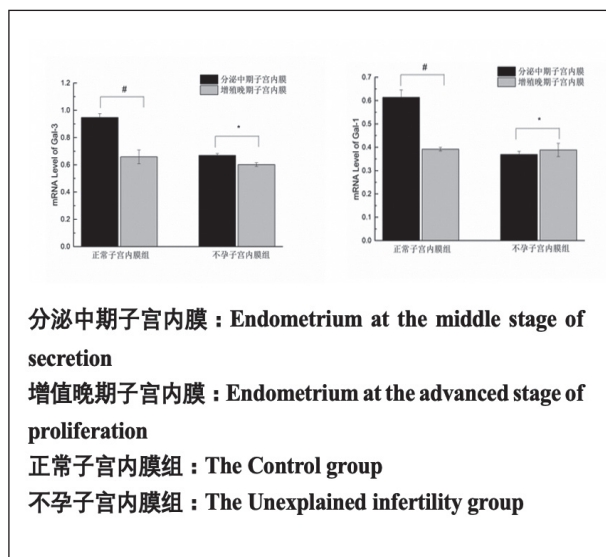 分泌中期子宫内膜
增植晚期子宫内膜
#
*
mRNA Level of Gal-3
1.2
1.0
0.8
0.6
0.4
0.2
0.0
正常子宫内膜组
不孕子宫内膜组
分泌中期子宫内膜
增植晚期子宫内膜
#
*
mRNA Level of Gal-1
0.7
0.6
0.5
0.4
0.3
0.2
0.1
0.0
正常子宫内膜组
不孕子宫内膜组
分泌中期子宫内膜：Endometrium at the middle stage of
secretion
增值晚期子宫内膜：Endometrium at the advanced stage of
proliferation
正常子宫内膜组：The Control group
不孕子宫内膜组：The Unexplained infertility group